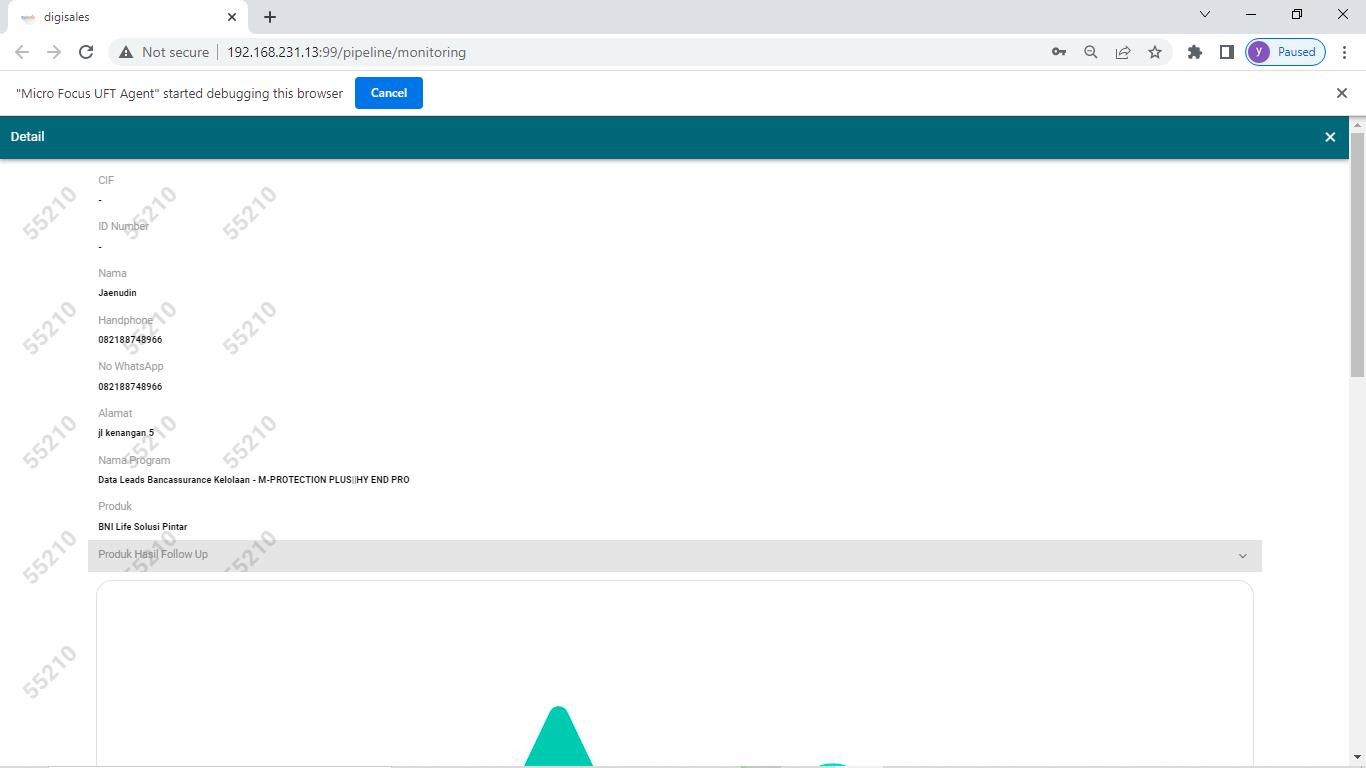 digisales
Not secure
192.168.231.13:99/pipeline/monitoring
y
Paused
"Micro Focus UFT Agent" started debugging this browser
Cancel
Detail
CIF
-
55210 55210 55210
ID Number
-
Nama
Jaenudin
Handphone
55210 55210 55210
082188748966
No WhatsApp
082188748966
Alamat
jl kenangan 5
55210 55210 55210
Nama Program
Data Leads Bancassurance Kelolaan - M-PROTECTION PLUS||HY END PRO
Produk
BNI Life Solusi Pintar
Produk Hasil Follow Up
55210 55210 55210
55210